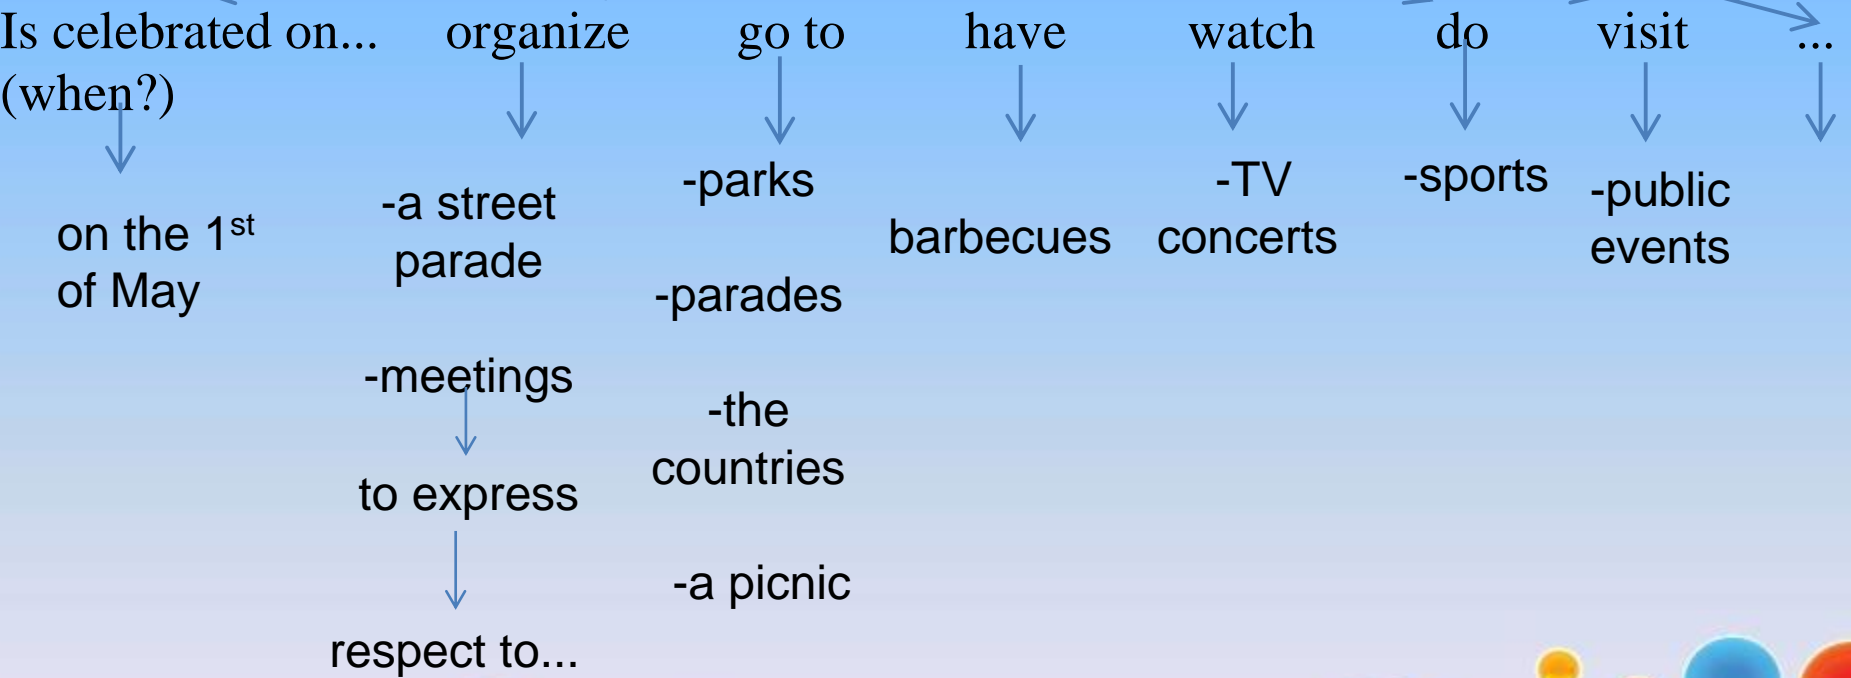 Is celebrated on... organize go to have watch do visit ...
(when?)
on the 1st
of May
-a street
parade
-meetings
to express
respect to...
-parks
-parades
-the
countries
-a picnic
barbecues
-TV
concerts
-sports
-public
events